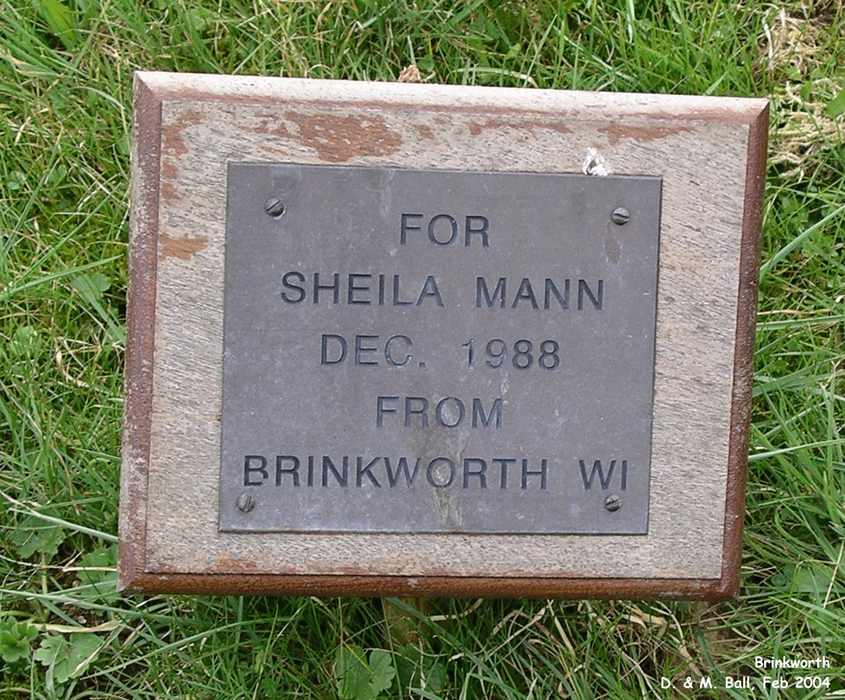 FOR
SHEILA MANN
DEC. 1988
FROM
BRINKWORTH WI
Brinkworth
D. & M. Ball, Feb 2004